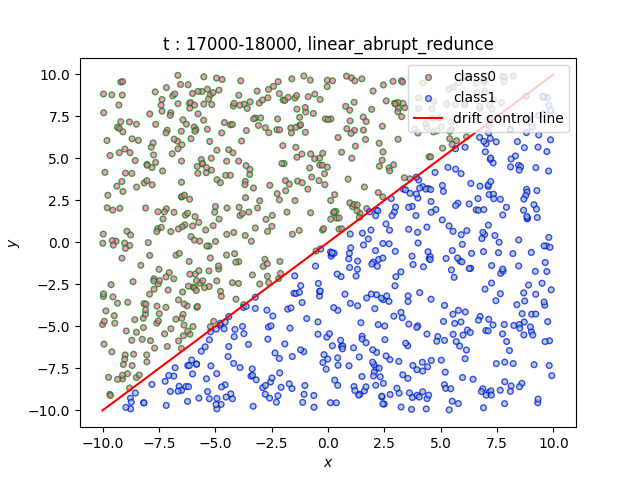 t : 17000-18000, linear_abrupt_redunce
class0
class1
drift control line
10.0
7.5
5.0
2.5
0.0
−2.5
−5.0
−7.5
−10.0
y
−10.0 −7.5 −5.0 −2.5 0.0 2.5 5.0 7.5 10.0
x